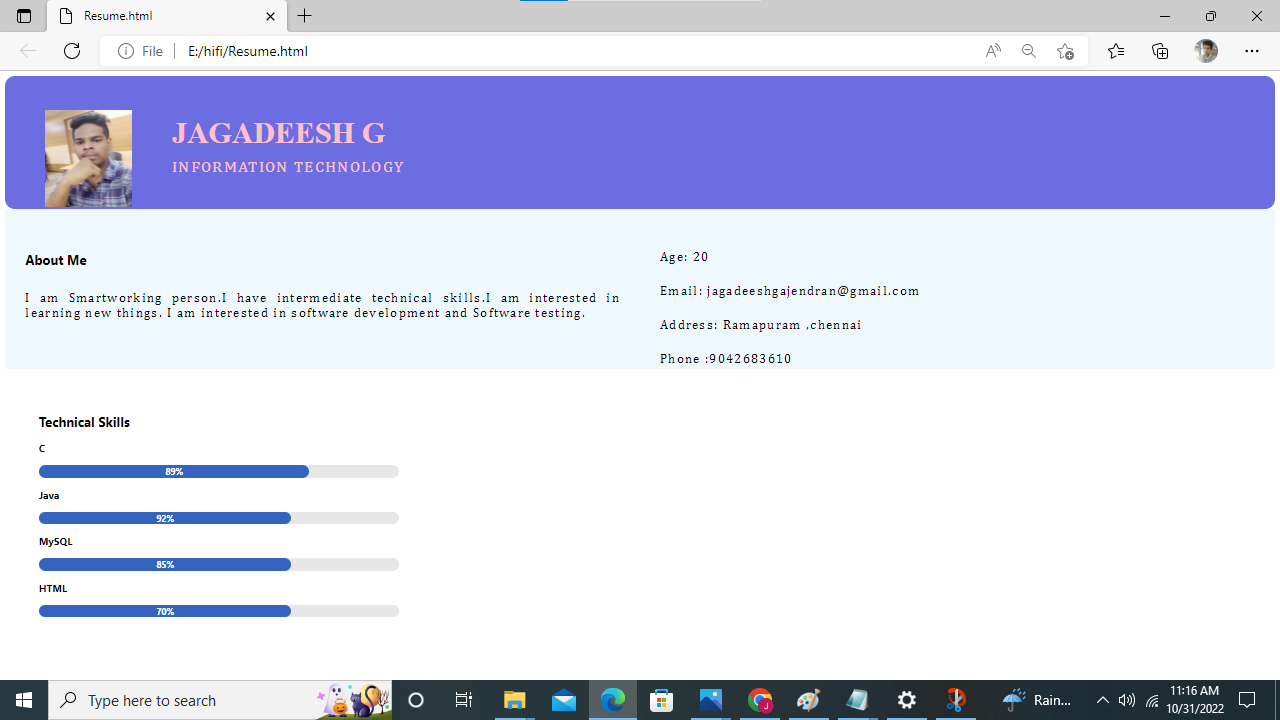 Resume.html
File
E:/hifi/Resume.html
JAGADEESH G
INFORMATION TECHNOLOGY
About Me
I am Smartworking person.I have intermediate technical skills.I am interested in
learning new things. I am interested in software development and Software testing.
Age: 20
Email: jagadeeshgajendran@gmail.com
Address: Ramapuram ,chennai
Phone :9042683610
Technical Skills
C
89%
Java
92%
MySQL
85%
HTML
70%
Type here to search
J
Rain...
11:16 AM
10/31/2022